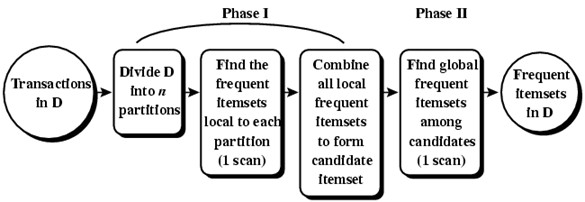 Phase I
Phase II
Transactions
in D
Divide D
into n
partitions
Find the
frequent
itemsets
local to each
partition
(1 scan)
Combine
all local
frequent
itemsets
to form
candidate
itemset
Find global
frequent
itemsets
among
candidates
(1 scan)
Frequent
itemsets
in D